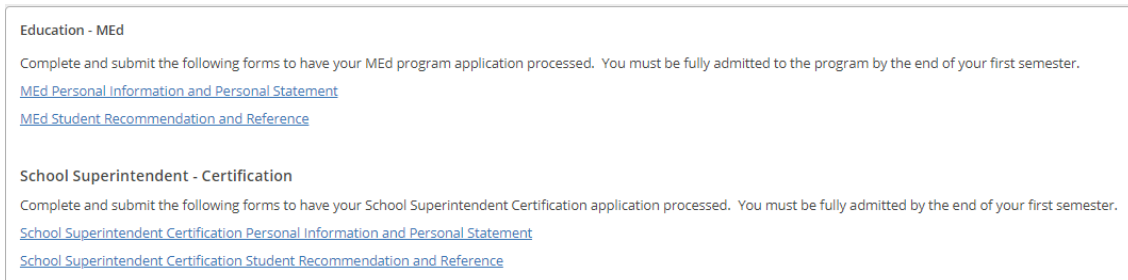 Education - MEd
Complete and submit the following forms to have your MEd program application processed.  You must be fully admitted to the program by the end of your first semester.
MEd Personal Information and Personal Statement
MEd Student Recommendation and Reference
School Superintendent - Certification
Complete and submit the following forms to have your School Superintendent Certification application processed.  You must be fully admitted by the end of your first semester.
School Superintendent Certification Personal Information and Personal Statement
School Superintendent Certification Student Recommendation and Reference